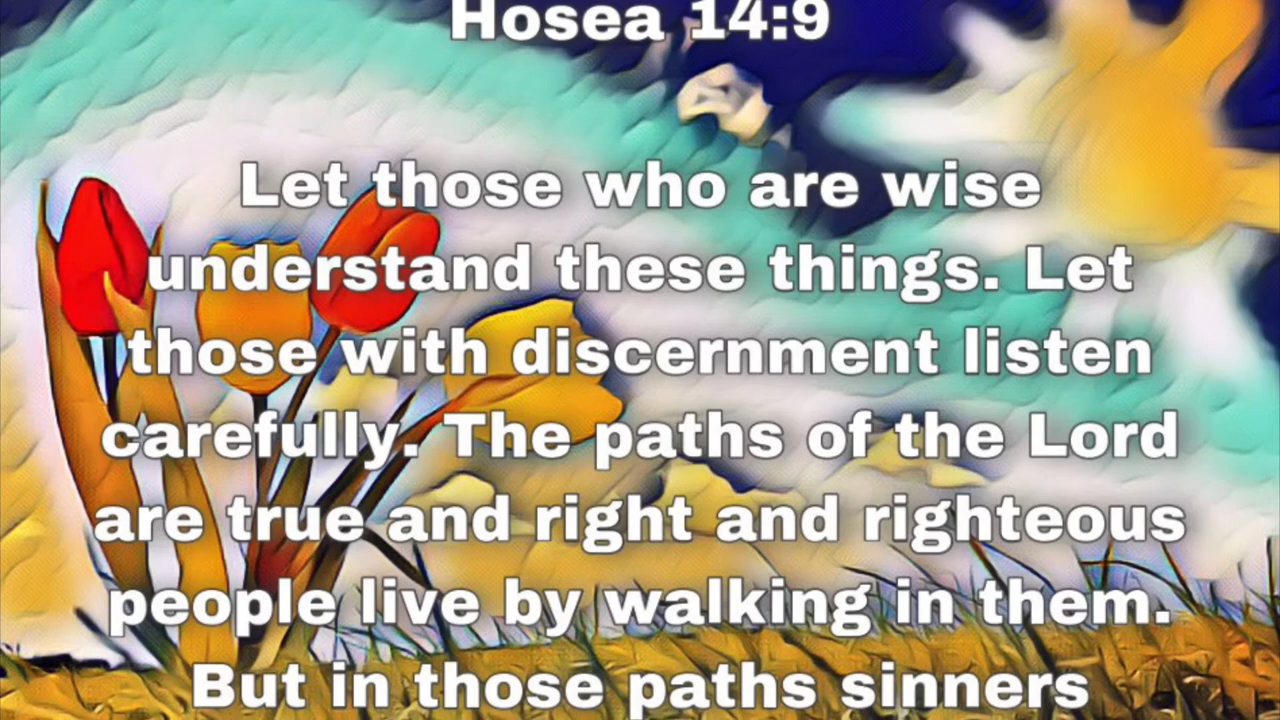 Hosea 14:9
Let those who are wise
understand these things. Let
those with discernment listen
carefully. The paths of the Lord
are true and right and righteous
people live by walking in them.
But in those paths sinners